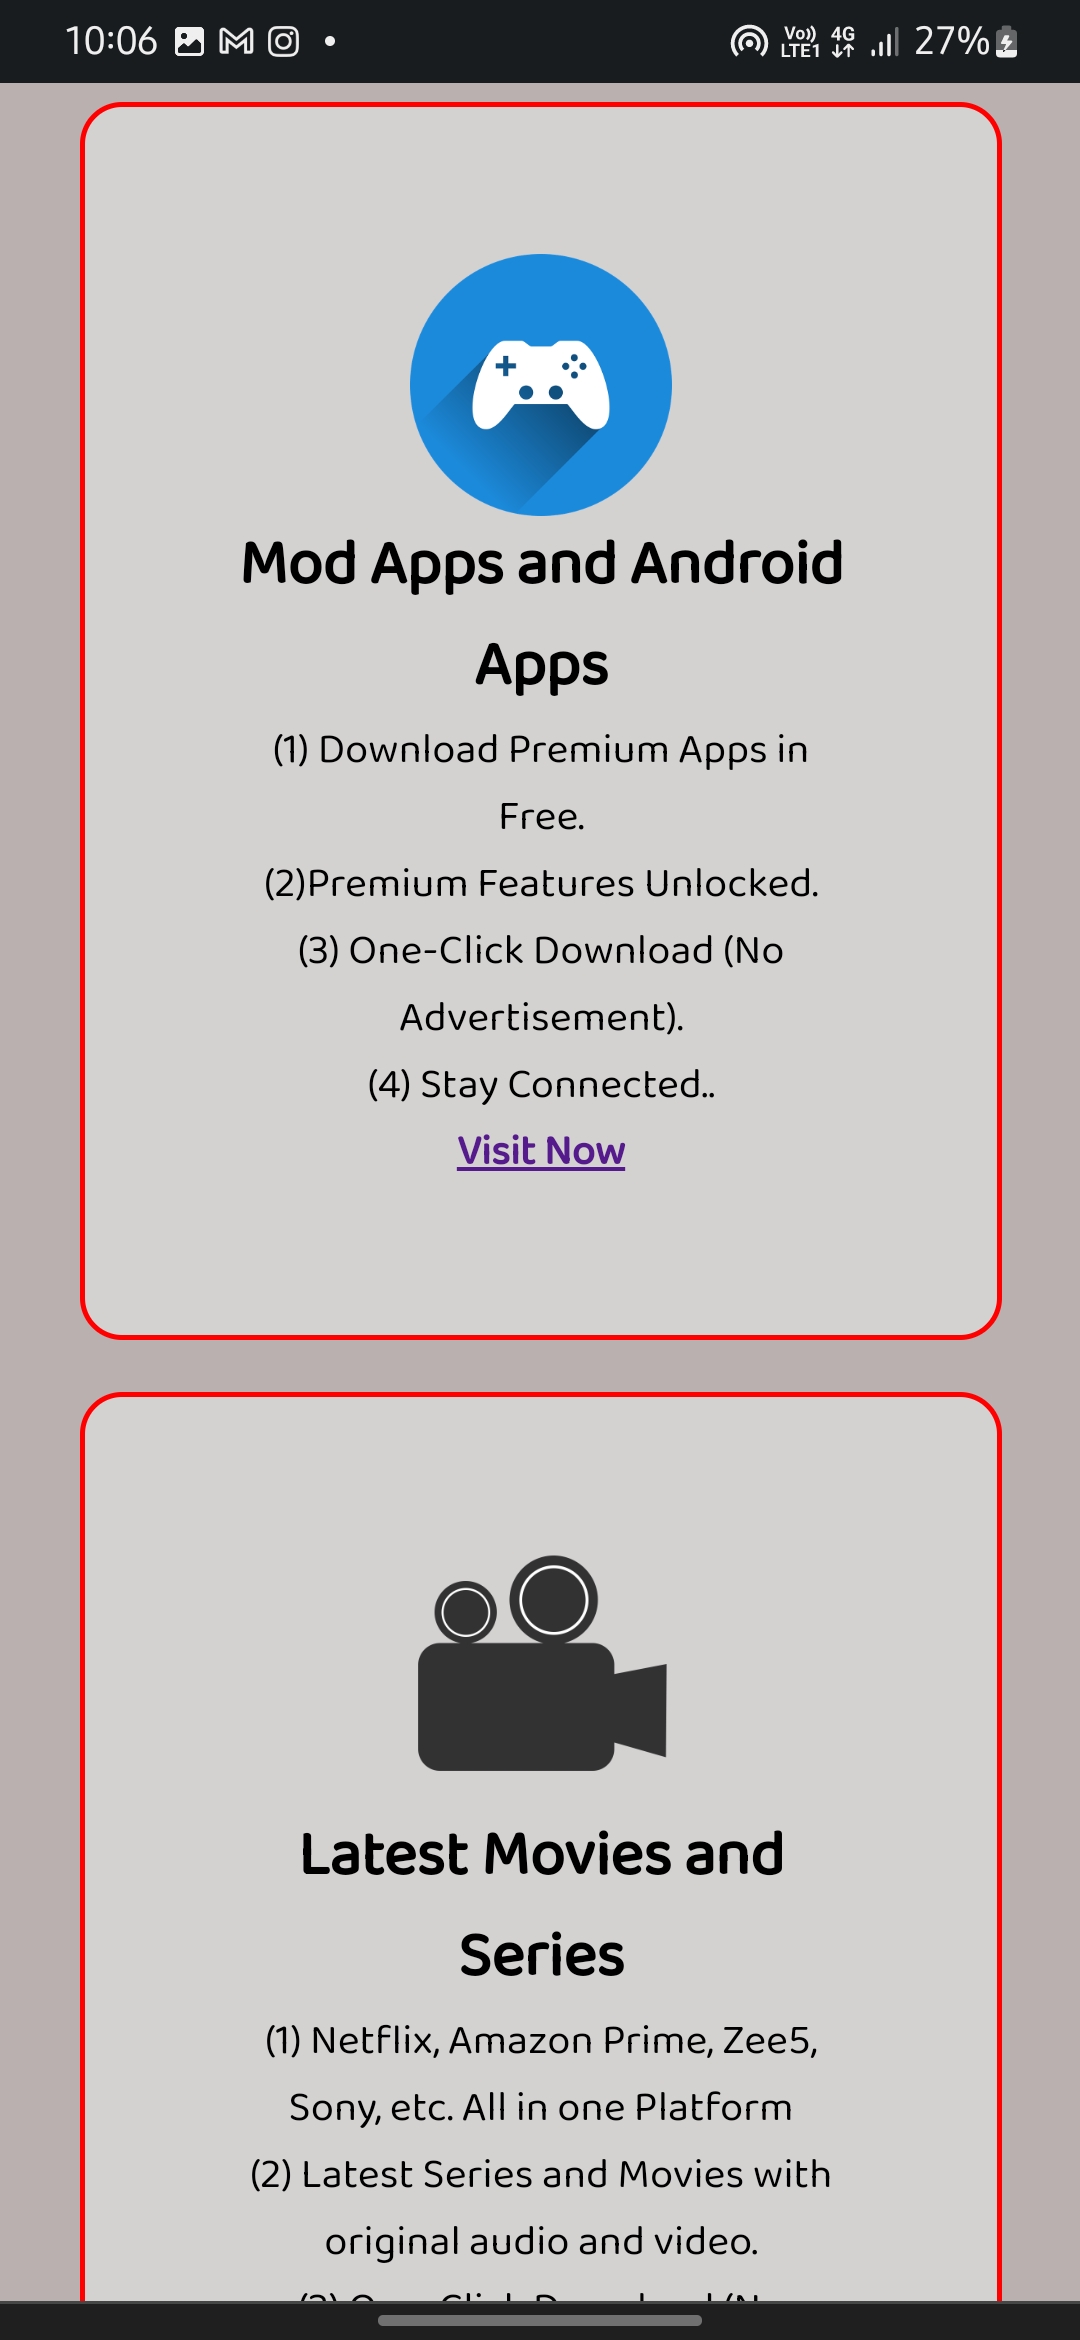 10:06
Vo)) LTE1 4G 27%
Mod Apps and Android
Apps
(1) Download Premium Apps in
Free.
(2)Premium Features Unlocked.
(3) One-Click Download (No
Advertisement).
(4) Stay Connected..
Visit Now
Latest Movies and
Series
(1) Netflix, Amazon Prime, Zee5,
Sony, etc. All in one Platform
(2) Latest Series and Movies with
original audio and video.